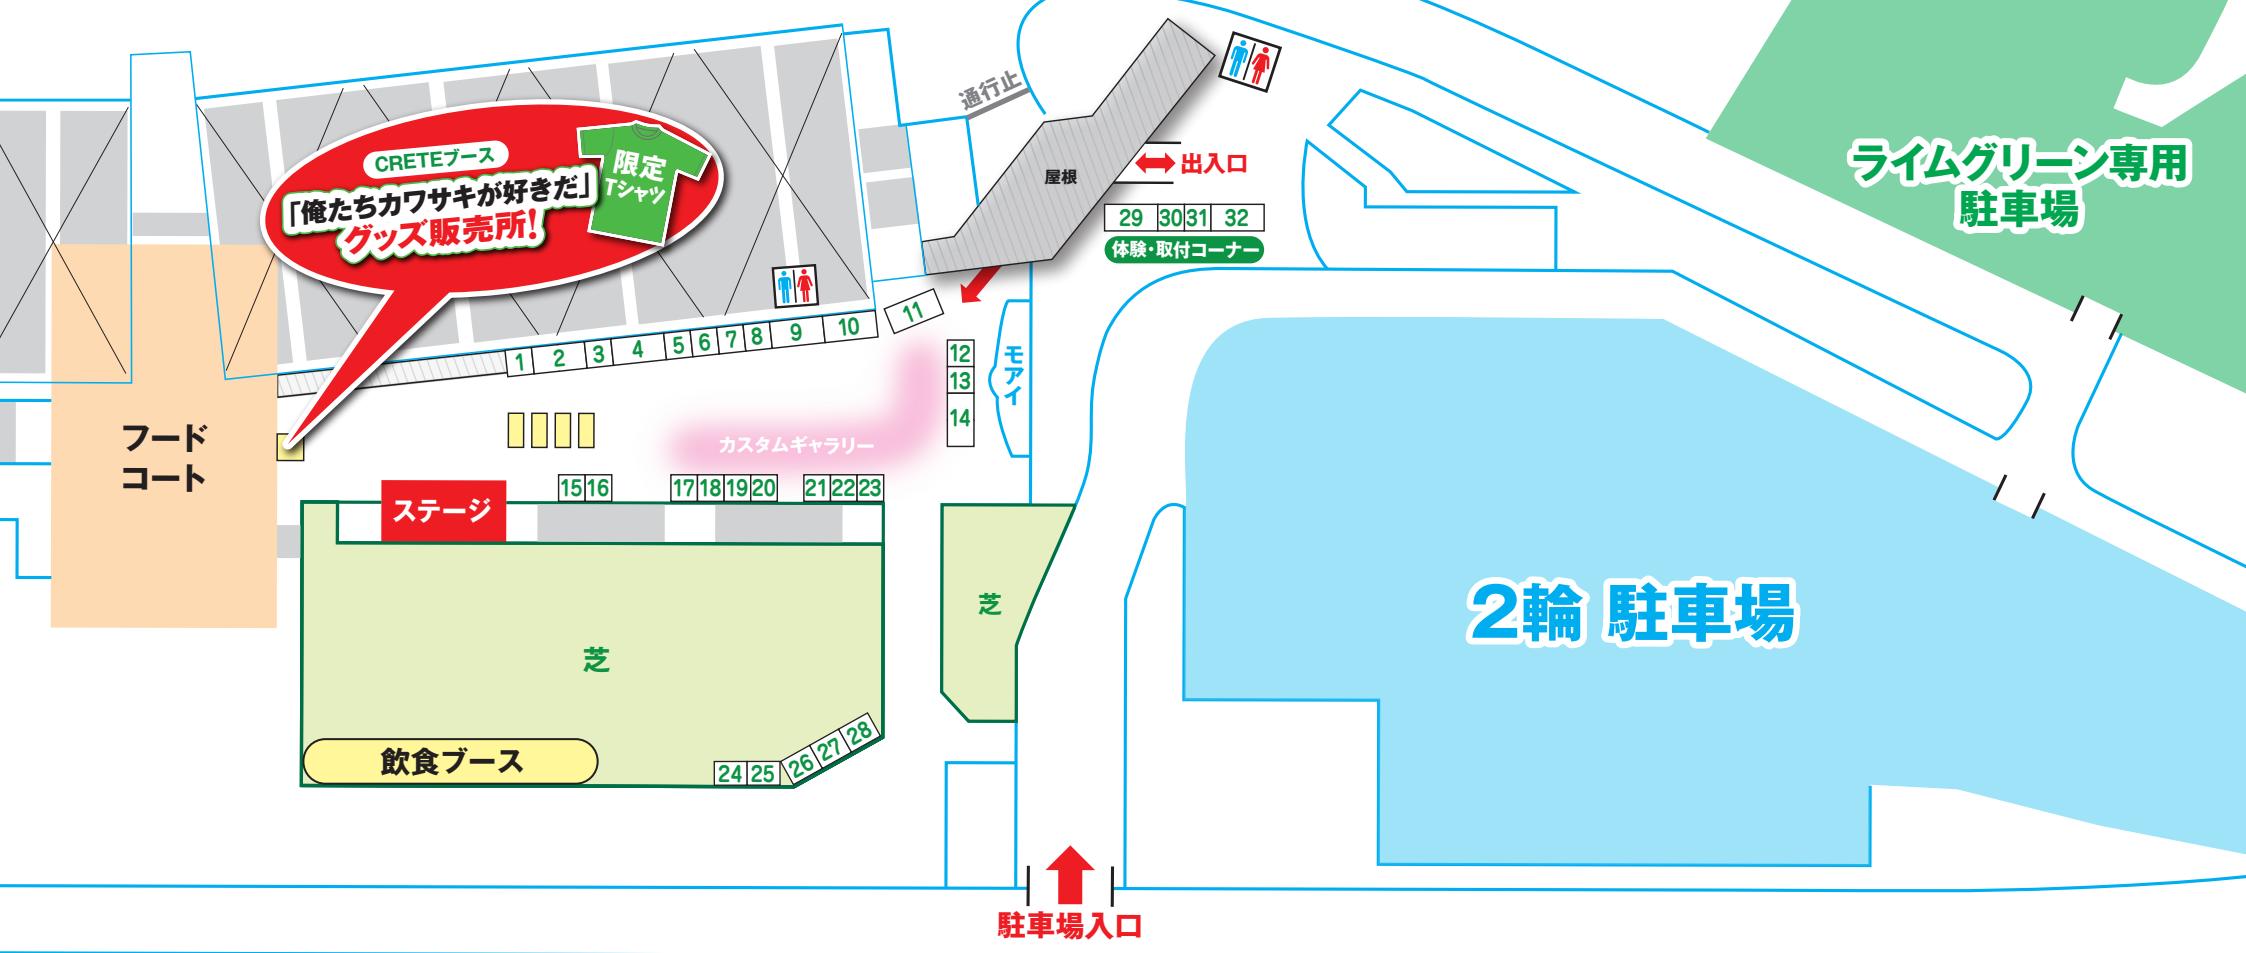 通行止
屋根
出入口
29 30 31 32
体験・取付コーナー
ライムグリーン専用
駐車場
CRETEブース
「俺たちカワサキが好きだ」
グッズ販売所!
限定
Tシャツ
1 2 3 4 5 6 7 8 9 10
11
12
13
14
モアイ
カスタムギャラリー
フード
コート
ステージ
15 16
17 18 19 20
21 22 23
芝
芝
2輪 駐車場
飲食ブース
24 25 26 27 28
駐車場入口